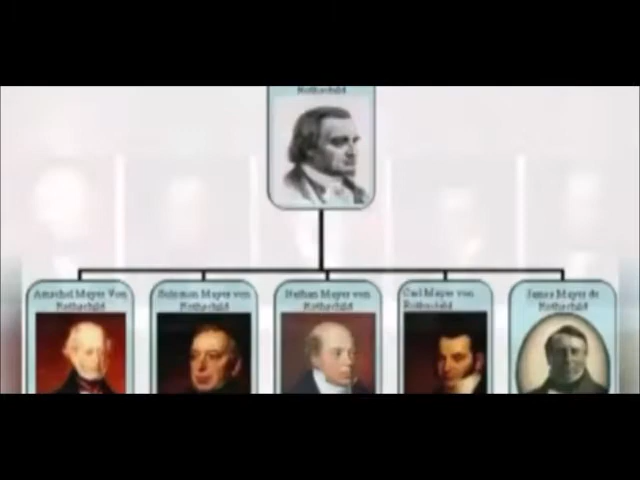 Rothschild
Amschel Mayer Von
Rothschild
Salomon Mayer von
Rothschild
Nathan Mayer von
Rothschild
Carl Mayer von
Rothschild
James Mayer de
Rothschild